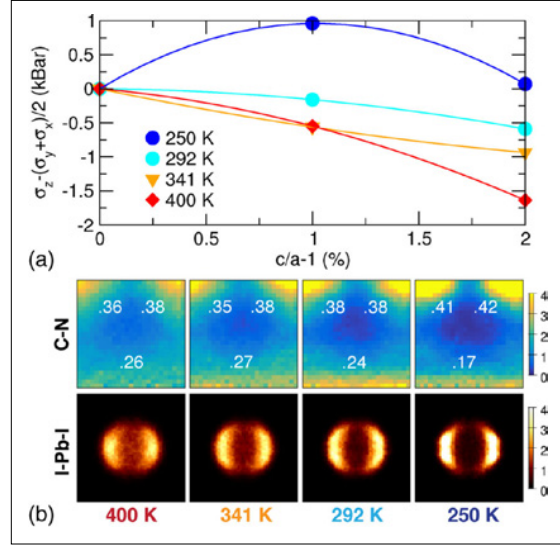 1
0.5
0
-0.5
-1
-1.5
-2
σz-(σy+σx)/2 (kBar)
250 K
292 K
341 K
400 K
0 0.5 1 1.5 2
(a) c/a-1 (%)
C-N
.36 .38 .35 .38 .38 .38 .41 .42
.26 .27 .24 .17
4
3
2
1
0
I-Pb-I
4
3
2
1
0
(b) 400 K 341 K 292 K 250 K